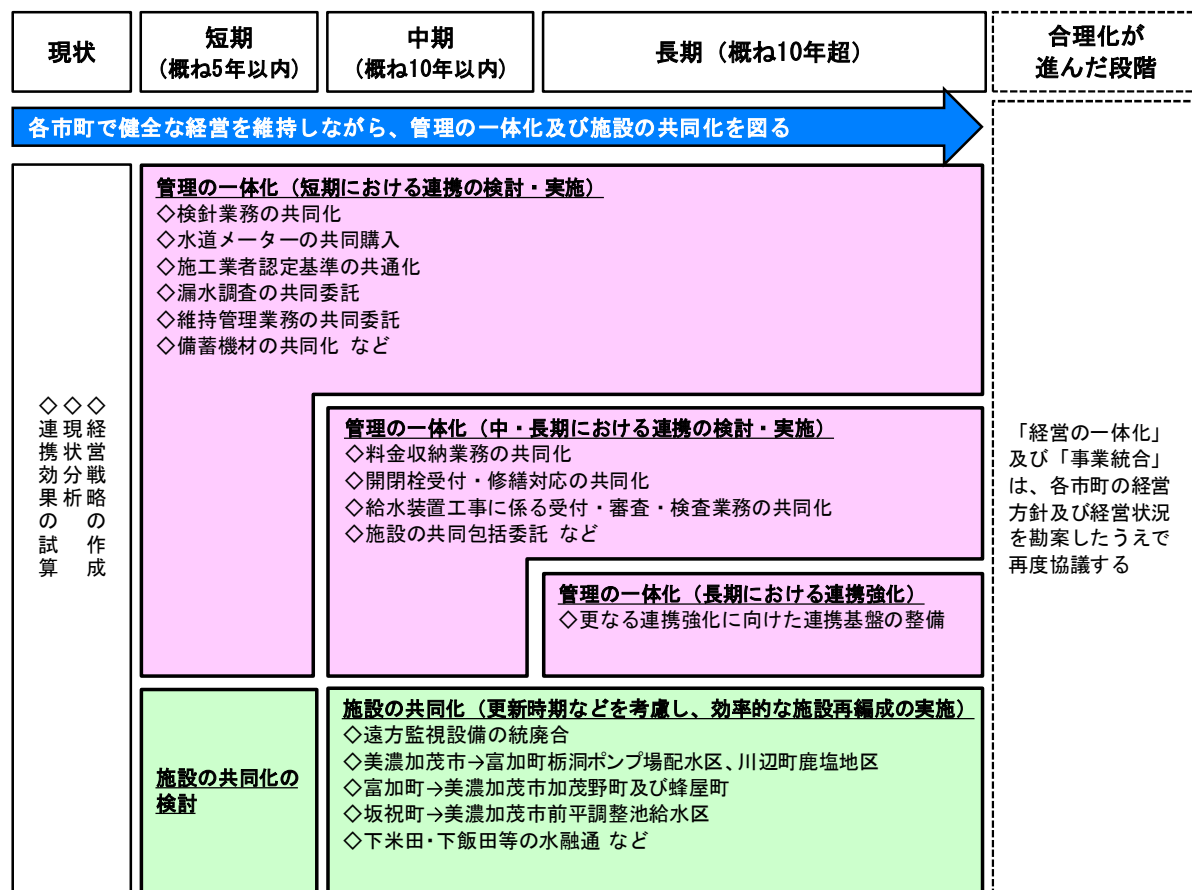 現状
短期
(概ね5年以内)
中期
(概ね10年以内)
長期（概ね10年超）
合理化が
進んだ段階
各市町で健全な経営を維持しながら、管理の一体化及び施設の共同化を図る
◇経営戦略の作成
◇現状分析
◇連携効果の試算
管理の一体化（短期における連携の検討・実施）
◇検針業務の共同化
◇水道メーターの共同購入
◇施工業者認定基準の共通化
◇漏水調査の共同委託
◇維持管理業務の共同委託
◇備蓄機材の共同化 など
管理の一体化（中・長期における連携の検討・実施）
◇料金収納業務の共同化
◇開閉栓受付・修繕対応の共同化
◇給水装置工事に係る受付・審査・検査業務の共同化
◇施設の共同包括委託 など
管理の一体化（長期における連携強化）
◇更なる連携強化に向けた連携基盤の整備
施設の共同化の
検討
施設の共同化（更新時期などを考慮し、効率的な施設再編成の実施）
◇遠方監視設備の統廃合
◇美濃加茂市→富加町栃洞ポンプ場配水区、川辺町鹿塩地区
◇富加町→美濃加茂市加茂野町及び蜂屋町
◇坂祝町→美濃加茂市前平調整池給水区
◇下米田・下飯田等の水融通 など
「経営の一体化」
及び「事業統合」
は、各市町の経営
方針及び経営状況
を勘案したうえで
再度協議する